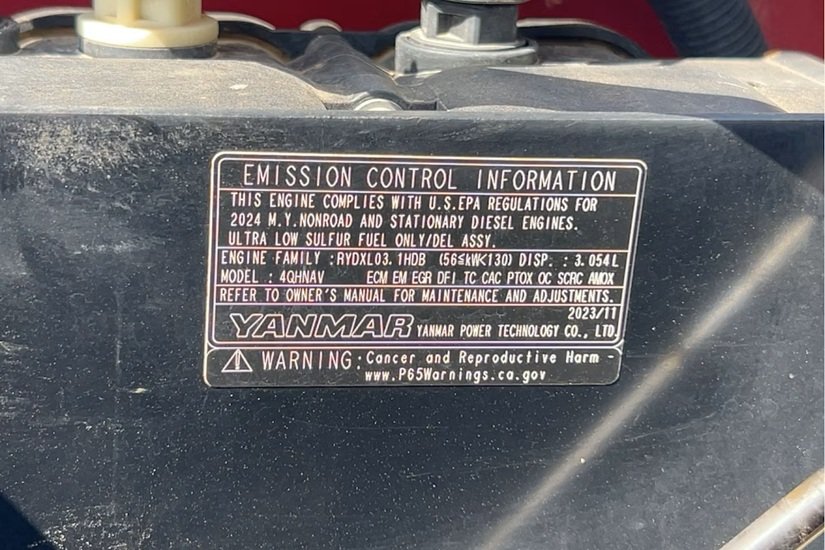 EMISSION CONTROL INFORMATION
THIS ENGINE COMPLIES WITH U.S.EPA REGULATIONS FOR
2024 M.Y.NONROAD AND STATIONARY DIESEL ENGINES.
ULTRA LOW SULFUR FUEL ONLY/DEL ASSY.
ENGINE FAMILY : RYDXL03.1HDB (56≤kW<130) DISP. : 3.054L
MODEL : 4QHNAV ECM EM EGR DFI TC CAC PTOX OC SCRC AMOX
REFER TO OWNER'S MANUAL FOR MAINTENANCE AND ADJUSTMENTS.
2023/11
YANMAR YANMAR POWER TECHNOLOGY CO., LTD.
WARNING: Cancer and Reproductive Harm -
www.P65Warnings.ca.gov